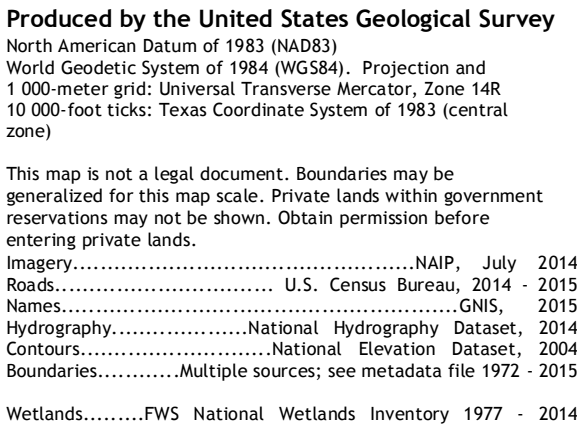 Produced by the United States Geological Survey
North American Datum of 1983 (NAD83)
World Geodetic System of 1984 (WGS84).  Projection and
1 000-meter grid: Universal Transverse Mercator, Zone 14R
10 000-foot ticks: Texas Coordinate System of 1983 (central
zone)
This map is not a legal document. Boundaries may be
generalized for this map scale. Private lands within government
reservations may not be shown. Obtain permission before
entering private lands.
Imagery.............................................NAIP, July 2014
Roads.............................. U.S. Census Bureau, 2014 - 2015
Names....................................................GNIS, 2015
Hydrography...................National Hydrography Dataset, 2014
Contours.........................National Elevation Dataset, 2004
Boundaries............Multiple sources; see metadata file 1972 - 2015
Wetlands.........FWS National Wetlands Inventory 1977 - 2014